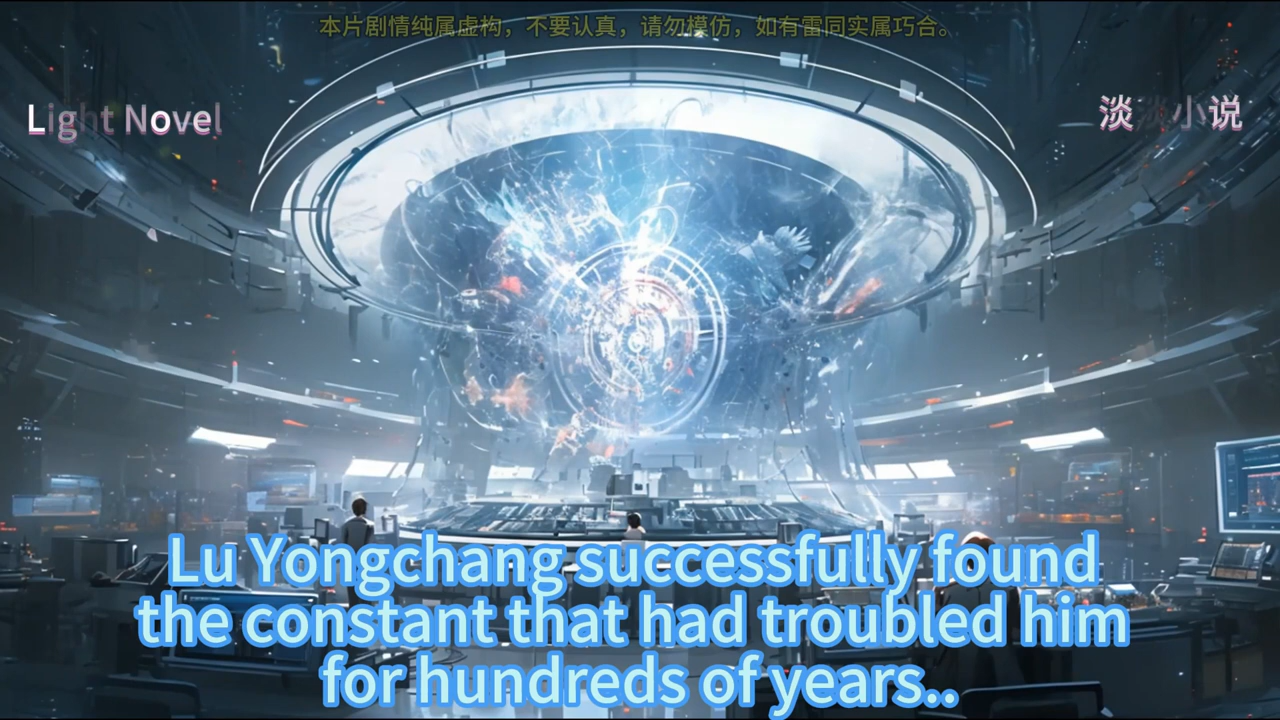 本片剧情纯属虚构，不要认真，请勿模仿，如有雷同实属巧合。
Light Novel
淡淡小说
Lu Yongchang successfully found
the constant that had troubled him
for hundreds of years..